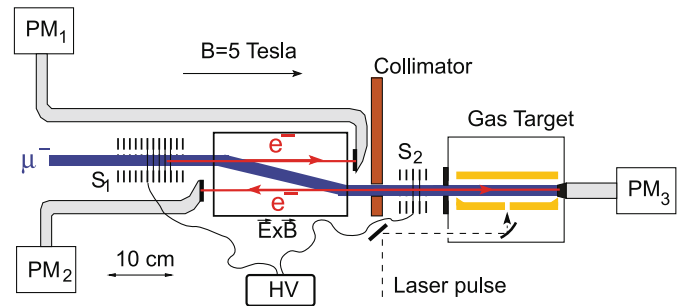 PM₁
B=5 Tesla
Collimator
Gas Target
e⁻
S₂
μ⁻
S₁
PM₃
e⁻
ExB
PM₂
10 cm
HV
Laser pulse